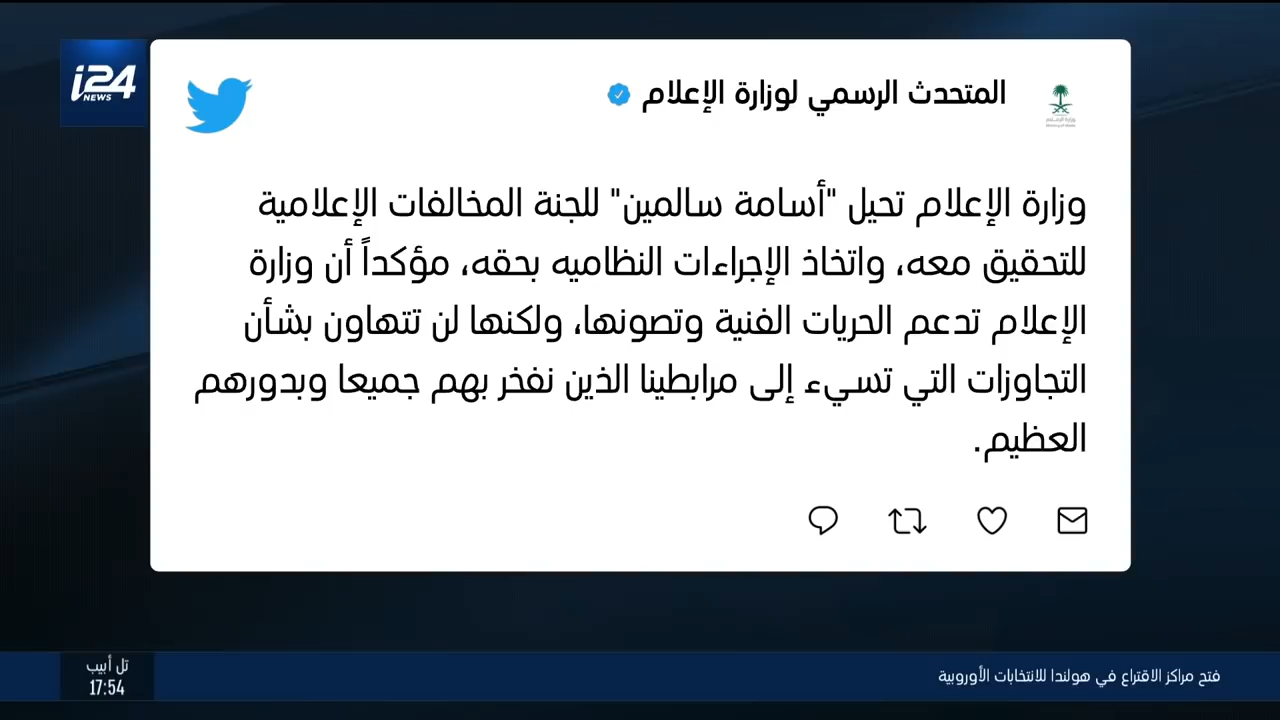 i24
NEWS
المتحدث الرسمي لوزارة الإعلام
وزارة الإعلام تحيل "أسامة سالمين" للجنة المخالفات الإعلامية
للتحقيق معه، واتخاذ الإجراءات النظاميه بحقه، مؤكداً أن وزارة
الإعلام تدعم الحريات الفنية وتصونها، ولكنها لن تتهاون بشأن
التجاوزات التي تسيء إلى مرابطينا الذين نفخر بهم جميعا وبدورهم
العظيم.
فتح مراكز الاقتراع في هولندا للانتخابات الأوروبية
تل أبيب
17:54